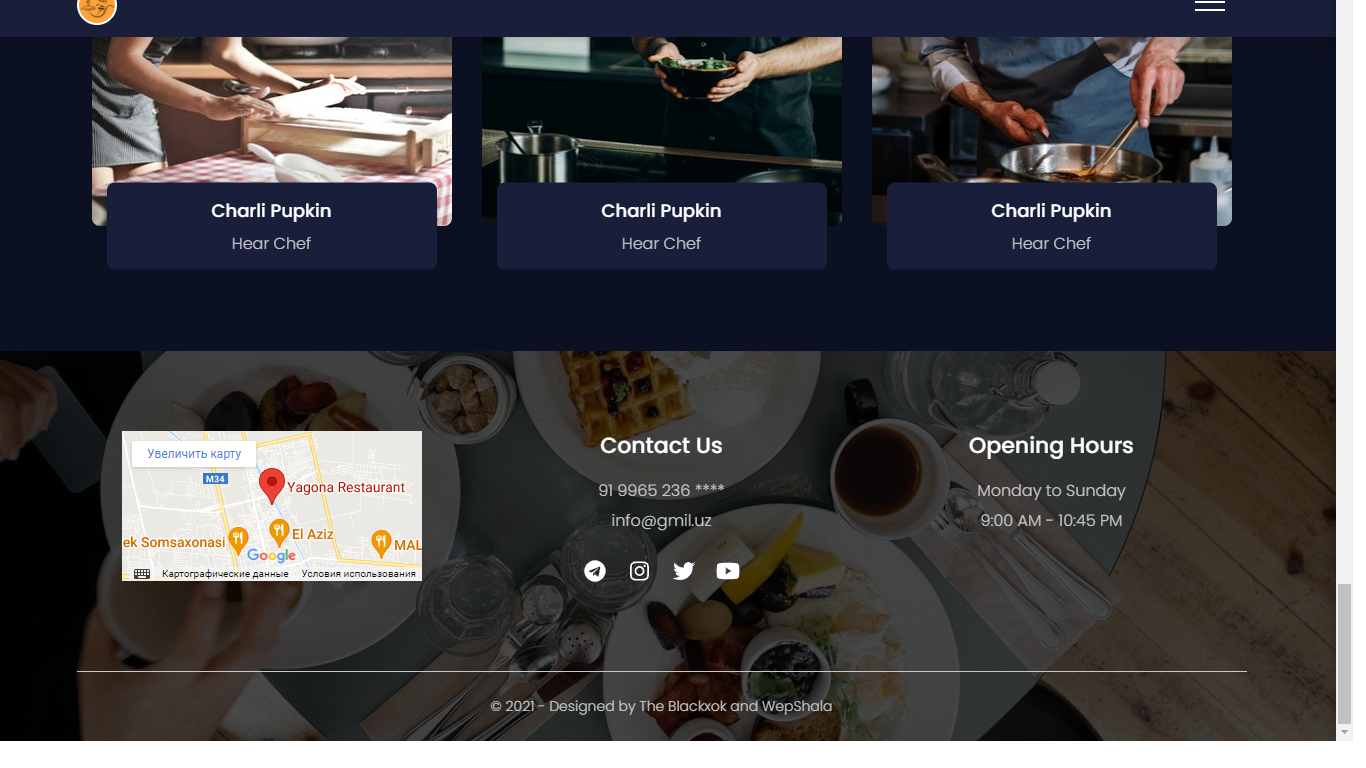 Charli Pupkin
Hear Chef
Charli Pupkin
Hear Chef
Charli Pupkin
Hear Chef
Увеличить карту
M34
Yagona Restaurant
El Aziz
ek Somsaxonasi
MAL
Google
Картографические данные
Условия использования
Contact Us
91 9965 236 ****
info@gmil.uz
Opening Hours
Monday to Sunday
9:00 AM - 10:45 PM
© 2021 - Designed by The Blackxok and WepShala